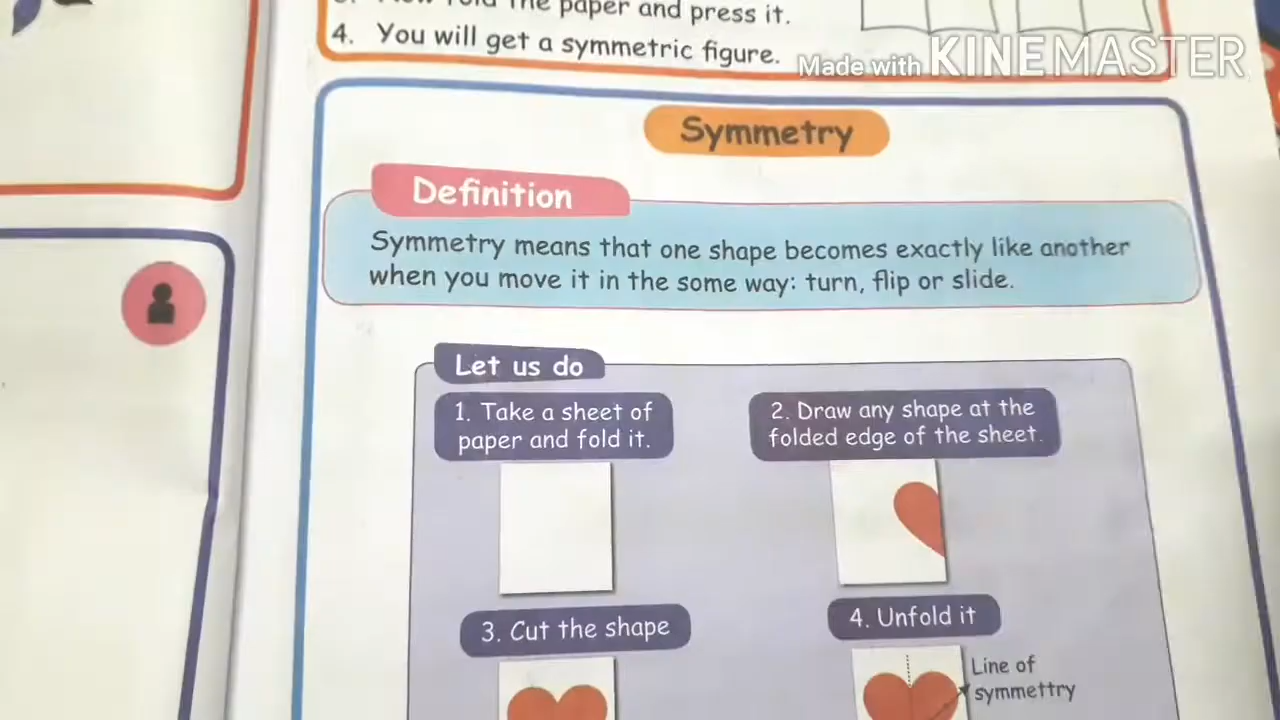 the paper and press it.
4. You will get a symmetric figure.
Made with KINEMASTER
Symmetry
Definition
Symmetry means that one shape becomes exactly like another
when you move it in the some way: turn, flip or slide.
Let us do
1. Take a sheet of
paper and fold it.
2. Draw any shape at the
folded edge of the sheet.
3. Cut the shape
4. Unfold it
Line of
symmettry